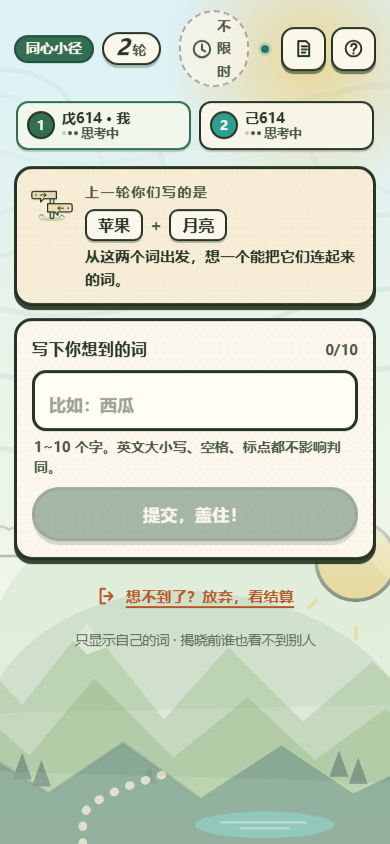 同心小径
2轮
不
限
时
1 戊614 • 我
思考中
2 己614
思考中
上一轮你们写的是
苹果 + 月亮
从这两个词出发，想一个能把它们连起来
的词。
写下你想到的词 0/10
比如：西瓜
1~10 个字。英文大小写、空格、标点都不影响判
同。
提交，盖住！
想不到了？放弃，看结算
只显示自己的词 · 揭晓前谁也看不到别人